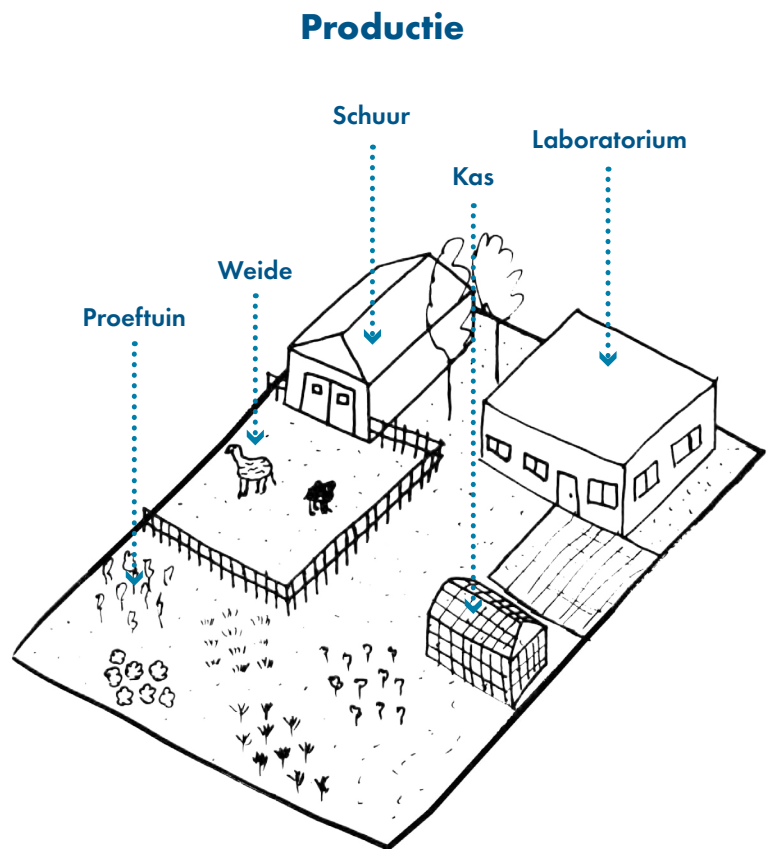 Productie
Schuur
Laboratorium
Kas
Weide
Proeftuin